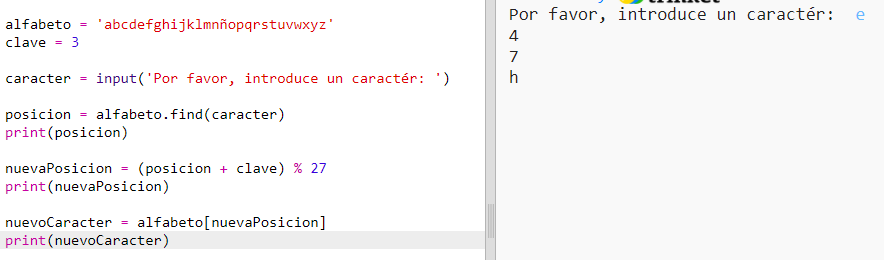 alfabeto = 'abcdefghijklmnñopqrstuvwxyz'
clave = 3
caracter = input('Por favor, introduce un caractér: ')
posicion = alfabeto.find(caracter)
print(posicion)
nuevaPosicion = (posicion + clave) % 27
print(nuevaPosicion)
nuevoCaracter = alfabeto[nuevaPosicion]
print(nuevoCaracter)
Por favor, introduce un caractér: e
4
7
h